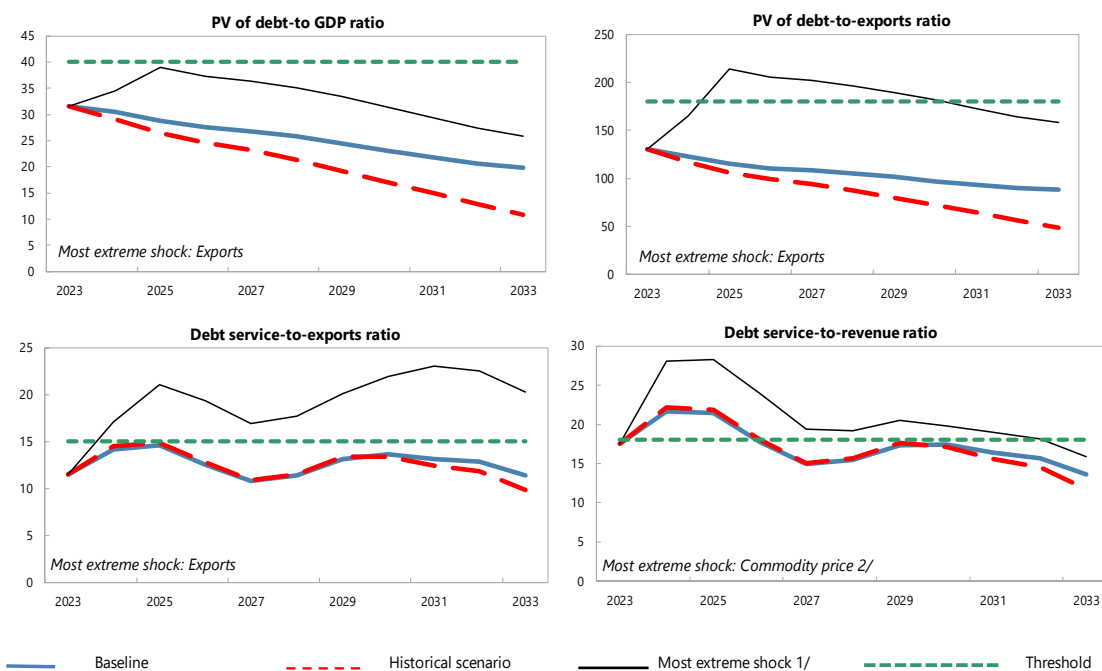 PV of debt-to GDP ratio
45
40
35
30
25
20
15
10
5
0
Most extreme shock: Exports
2023 2025 2027 2029 2031 2033
PV of debt-to-exports ratio
250
200
150
100
50
0
Most extreme shock: Exports
2023 2025 2027 2029 2031 2033
Debt service-to-exports ratio
25
20
15
10
5
0
Most extreme shock: Exports
2023 2025 2027 2029 2031 2033
Debt service-to-revenue ratio
30
25
20
15
10
5
0
Most extreme shock: Commodity price 2/
2023 2025 2027 2029 2031 2033
Baseline Historical scenario Most extreme shock 1/ Threshold